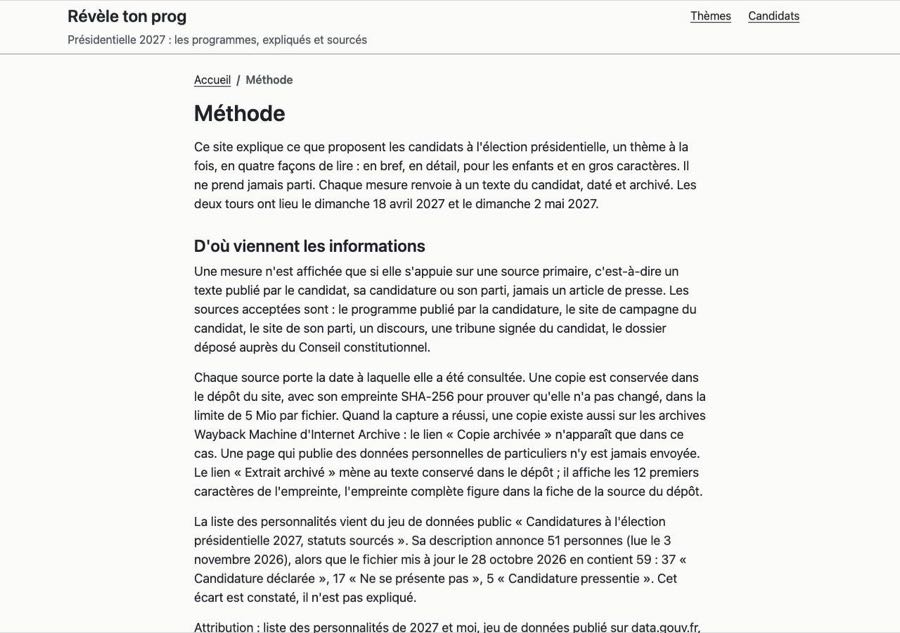 Révèle ton prog
Thèmes Candidats
Présidentielle 2027 : les programmes, expliqués et sourcés
Accueil / Méthode
Méthode
Ce site explique ce que proposent les candidats à l'élection présidentielle, un thème à la
fois, en quatre façons de lire : en bref, en détail, pour les enfants et en gros caractères. Il
ne prend jamais parti. Chaque mesure renvoie à un texte du candidat, daté et archivé. Les
deux tours ont lieu le dimanche 18 avril 2027 et le dimanche 2 mai 2027.
D'où viennent les informations
Une mesure n'est affichée que si elle s'appuie sur une source primaire, c'est-à-dire un
texte publié par le candidat, sa candidature ou son parti, jamais un article de presse. Les
sources acceptées sont : le programme publié par la candidature, le site de campagne du
candidat, le site de son parti, un discours, une tribune signée du candidat, le dossier
déposé auprès du Conseil constitutionnel.
Chaque source porte la date à laquelle elle a été consultée. Une copie est conservée dans
le dépôt du site, avec son empreinte SHA-256 pour prouver qu'elle n'a pas changé, dans la
limite de 5 Mio par fichier. Quand la capture a réussi, une copie existe aussi sur les archives
Wayback Machine d'Internet Archive : le lien « Copie archivée » n'apparaît que dans ce
cas. Une page qui publie des données personnelles de particuliers n'y est jamais envoyée.
Le lien « Extrait archivé » mène au texte conservé dans le dépôt ; il affiche les 12 premiers
caractères de l'empreinte, l'empreinte complète figure dans la fiche de la source du dépôt.
La liste des personnalités vient du jeu de données public « Candidatures à l'élection
présidentielle 2027, statuts sourcés ». Sa description annonce 51 personnes (lue le 3
novembre 2026), alors que le fichier mis à jour le 28 octobre 2026 en contient 59 : 37 «
Candidature déclarée », 17 « Ne se présente pas », 5 « Candidature pressentie ». Cet
écart est constaté, il n'est pas expliqué.
Attribution : liste des personnalités de 2027 et moi, jeu de données publié sur data.gouv.fr,